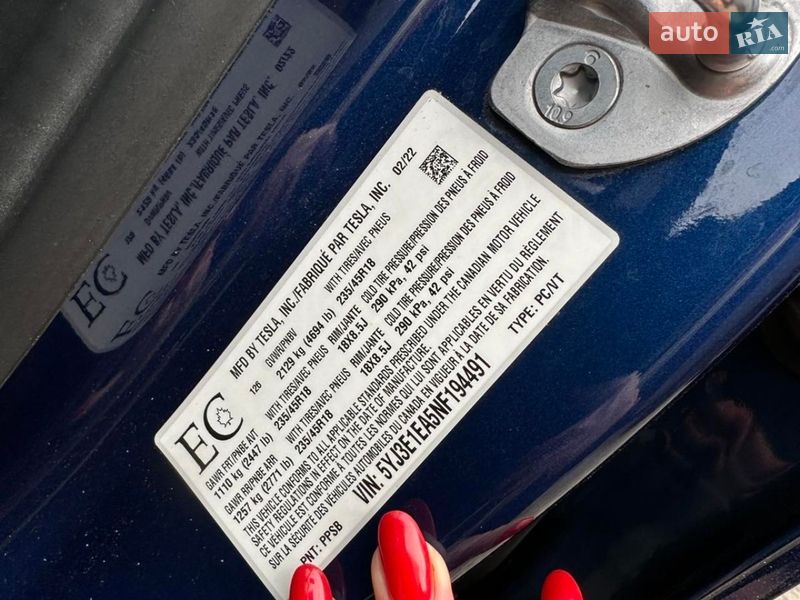 auto RIA .com
10.9
MFD BY TESLA, INC./FABRIQUÉ PAR TESLA, INC. 02/22
EC
126
GVWR/PNBV
2129 kg (4694 lb)
GAWR FRT/PNBE AVT WITH TIRES/AVEC PNEUS RIM/JANTE COLD TIRE PRESSURE/PRESSION DES PNEUS À FROID
1110 kg (2447 lb) 235/45R18 18X8.5J 290 kPa, 42 psi
GAWR RR/PNBE ARR WITH TIRES/AVEC PNEUS RIM/JANTE COLD TIRE PRESSURE/PRESSION DES PNEUS À FROID
1257 kg (2771 lb) 235/45R18 18X8.5J 290 kPa, 42 psi
WITH TIRES/AVEC PNEUS
235/45R18
THIS VEHICLE CONFORMS TO ALL APPLICABLE STANDARDS PRESCRIBED UNDER THE CANADIAN MOTOR VEHICLE
SAFETY REGULATIONS IN EFFECT ON THE DATE OF MANUFACTURE.
CE VÉHICULE EST CONFORME À TOUTES LES NORMES QUI LUI SONT APPLICABLES EN VERTU DU RÈGLEMENT
SUR LA SÉCURITÉ DES VÉHICULES AUTOMOBILES DU CANADA EN VIGUEUR À LA DATE DE SA FABRICATION.
VIN: 5YJ3E1EA5NF194491 TYPE: PC/VT
PNT: PPSB